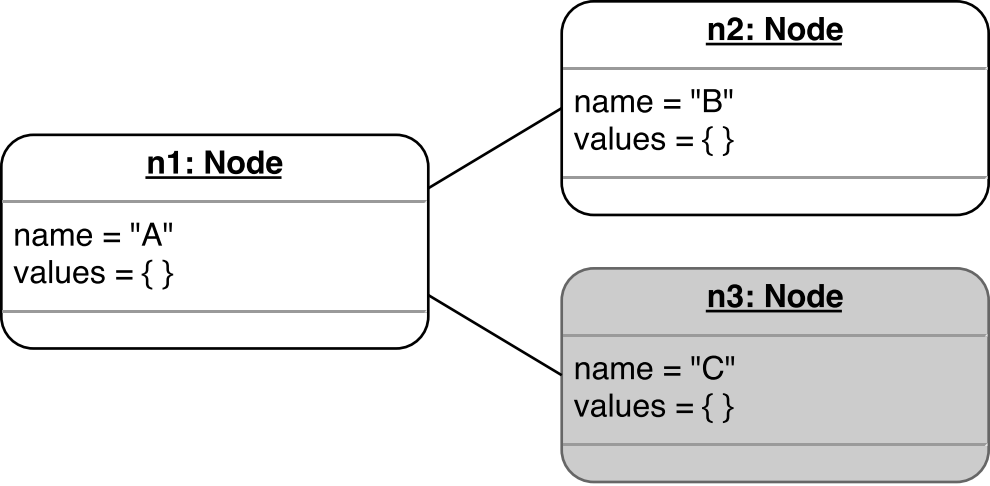 n1: Node
name = "A"
values = { }
n2: Node
name = "B"
values = { }
n3: Node
name = "C"
values = { }